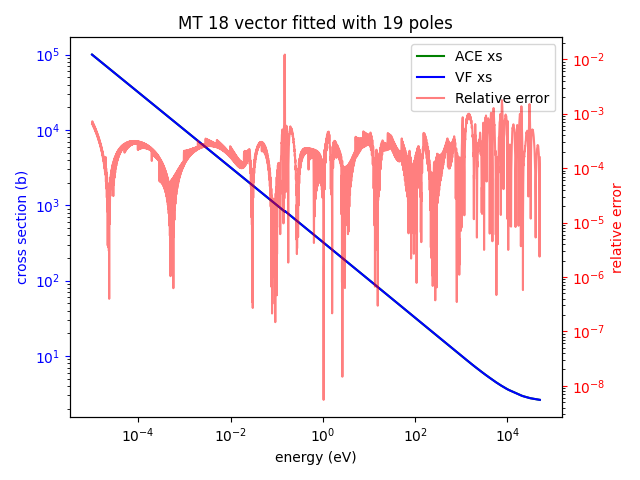 MT 18 vector fitted with 19 poles
ACE xs
VF xs
Relative error
cross section (b)
10^5
10^4
10^3
10^2
10^1
10^-2
10^-3
10^-4
10^-5
10^-6
10^-7
10^-8
relative error
10^-4
10^-2
10^0
10^2
10^4
energy (eV)